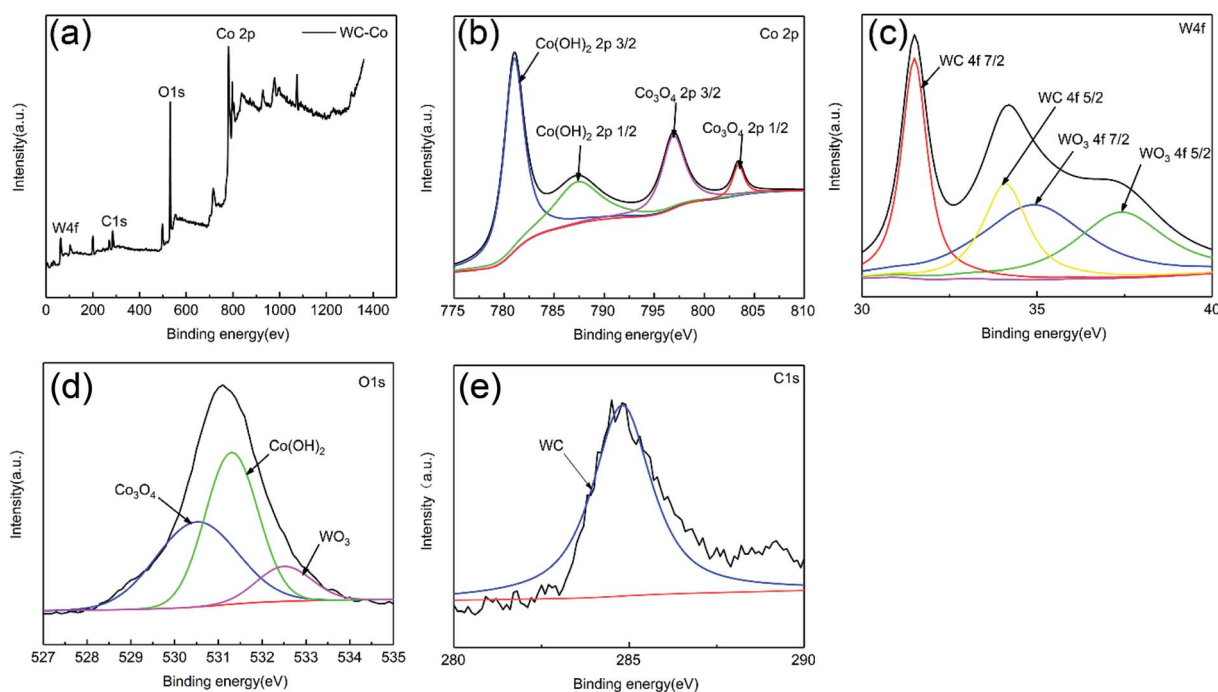 (a)
Co 2p
WC-Co
O1s
W4f
C1s
Intensity(a.u.)
0 200 400 600 800 1000 1200 1400
Binding energy(ev)
(b)
Co 2p
Co(OH)₂ 2p 3/2
Co₃O₄ 2p 3/2
Co(OH)₂ 2p 1/2
Co₃O₄ 2p 1/2
Intensity(a.u.)
775 780 785 790 795 800 805 810
Binding energy(eV)
(c)
W4f
WC 4f 7/2
WC 4f 5/2
WO₃ 4f 7/2
WO₃ 4f 5/2
Intensity(a.u.)
30 35 40
Binding energy(eV)
(d)
O1s
Co(OH)₂
Co₃O₄
WO₃
Intensity(a.u.)
527 528 529 530 531 532 533 534 535
Binding energy(eV)
(e)
C1s
WC
Intensity (a.u.)
280 285 290
Binding energy(eV)